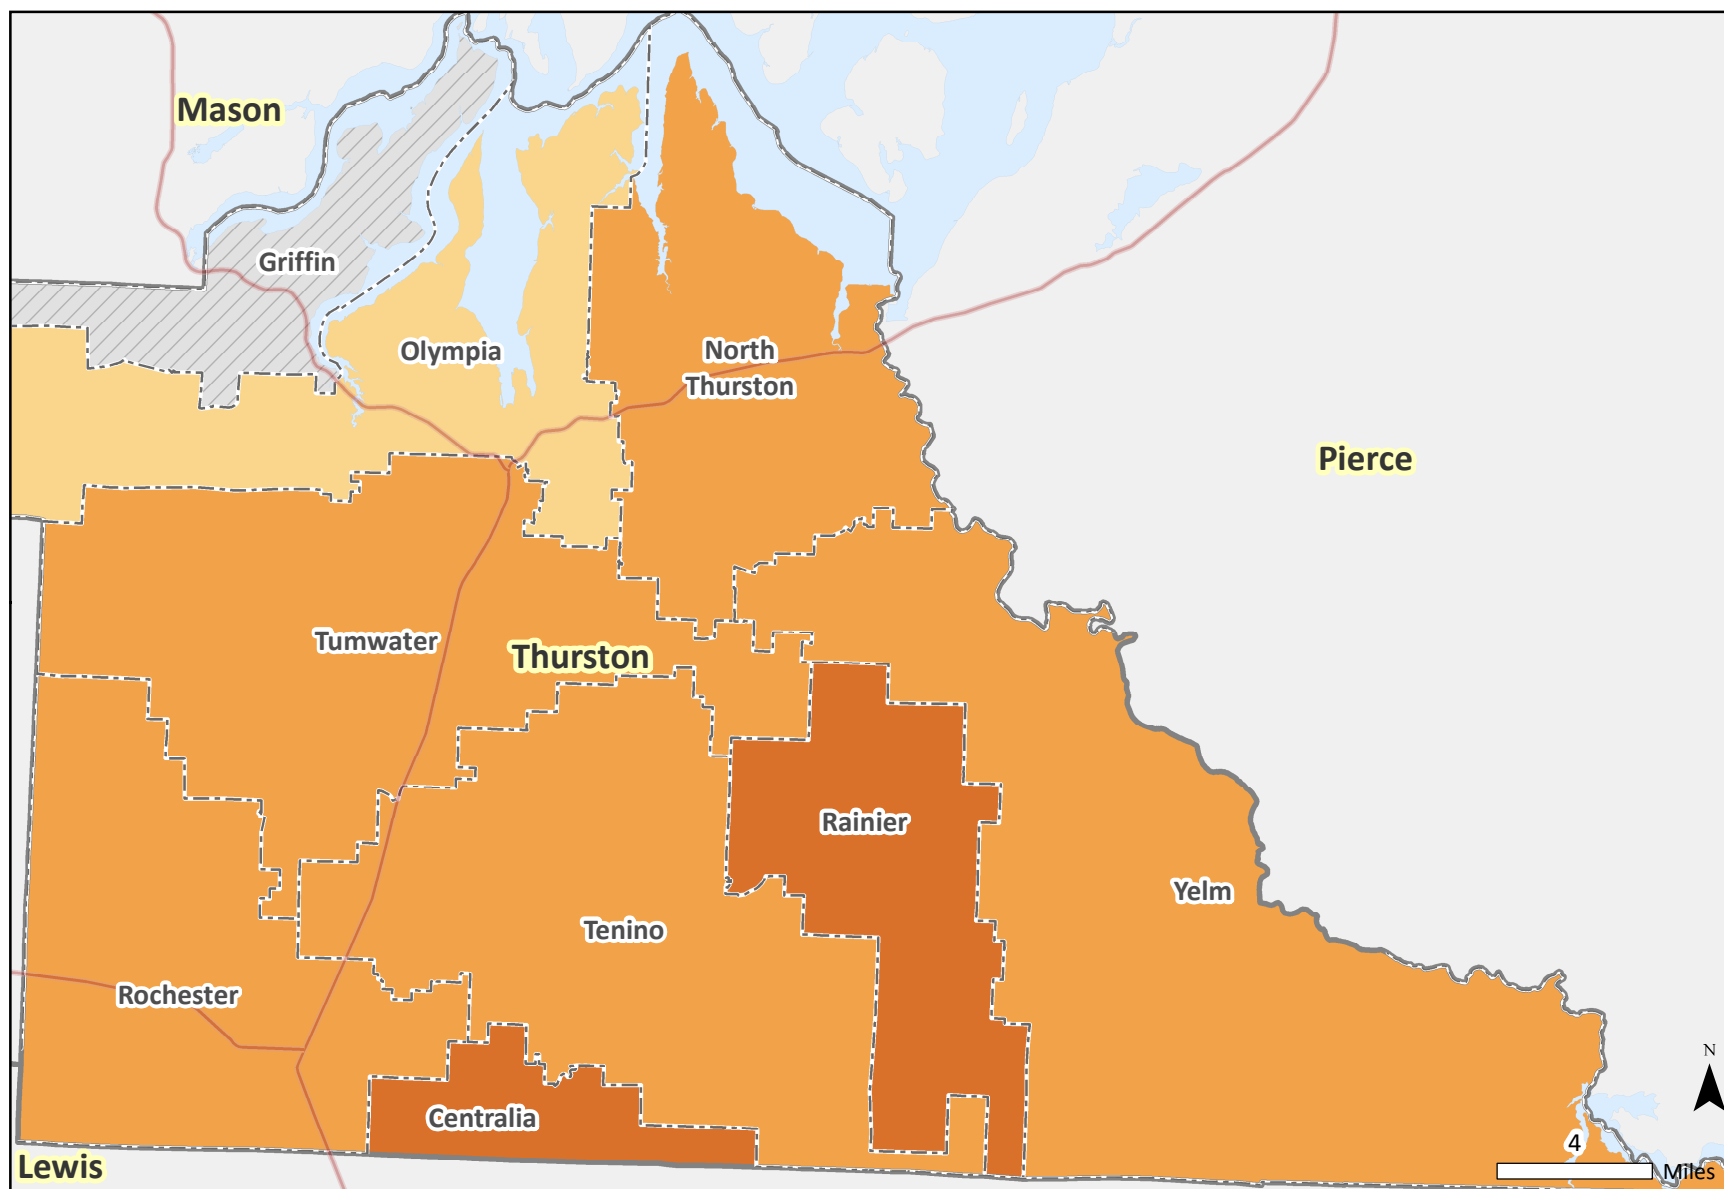 Mason
Griffin
Olympia
North
Thurston
Pierce
Tumwater
Thurston
Rainier
Yelm
Tenino
Rochester
Centralia
Lewis
N
4
Miles